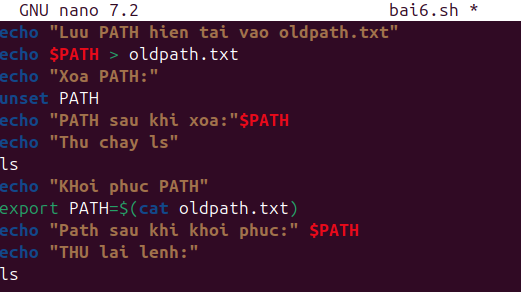 GNU nano 7.2 bai6.sh *
echo "Luu PATH hien tai vao oldpath.txt"
echo $PATH > oldpath.txt
echo "Xoa PATH:"
unset PATH
echo "PATH sau khi xoa:"$PATH
echo "Thu chay ls"
ls
echo "KHoi phuc PATH"
export PATH=$(cat oldpath.txt)
echo "Path sau khi khoi phuc:" $PATH
echo "THU lai lenh:"
ls